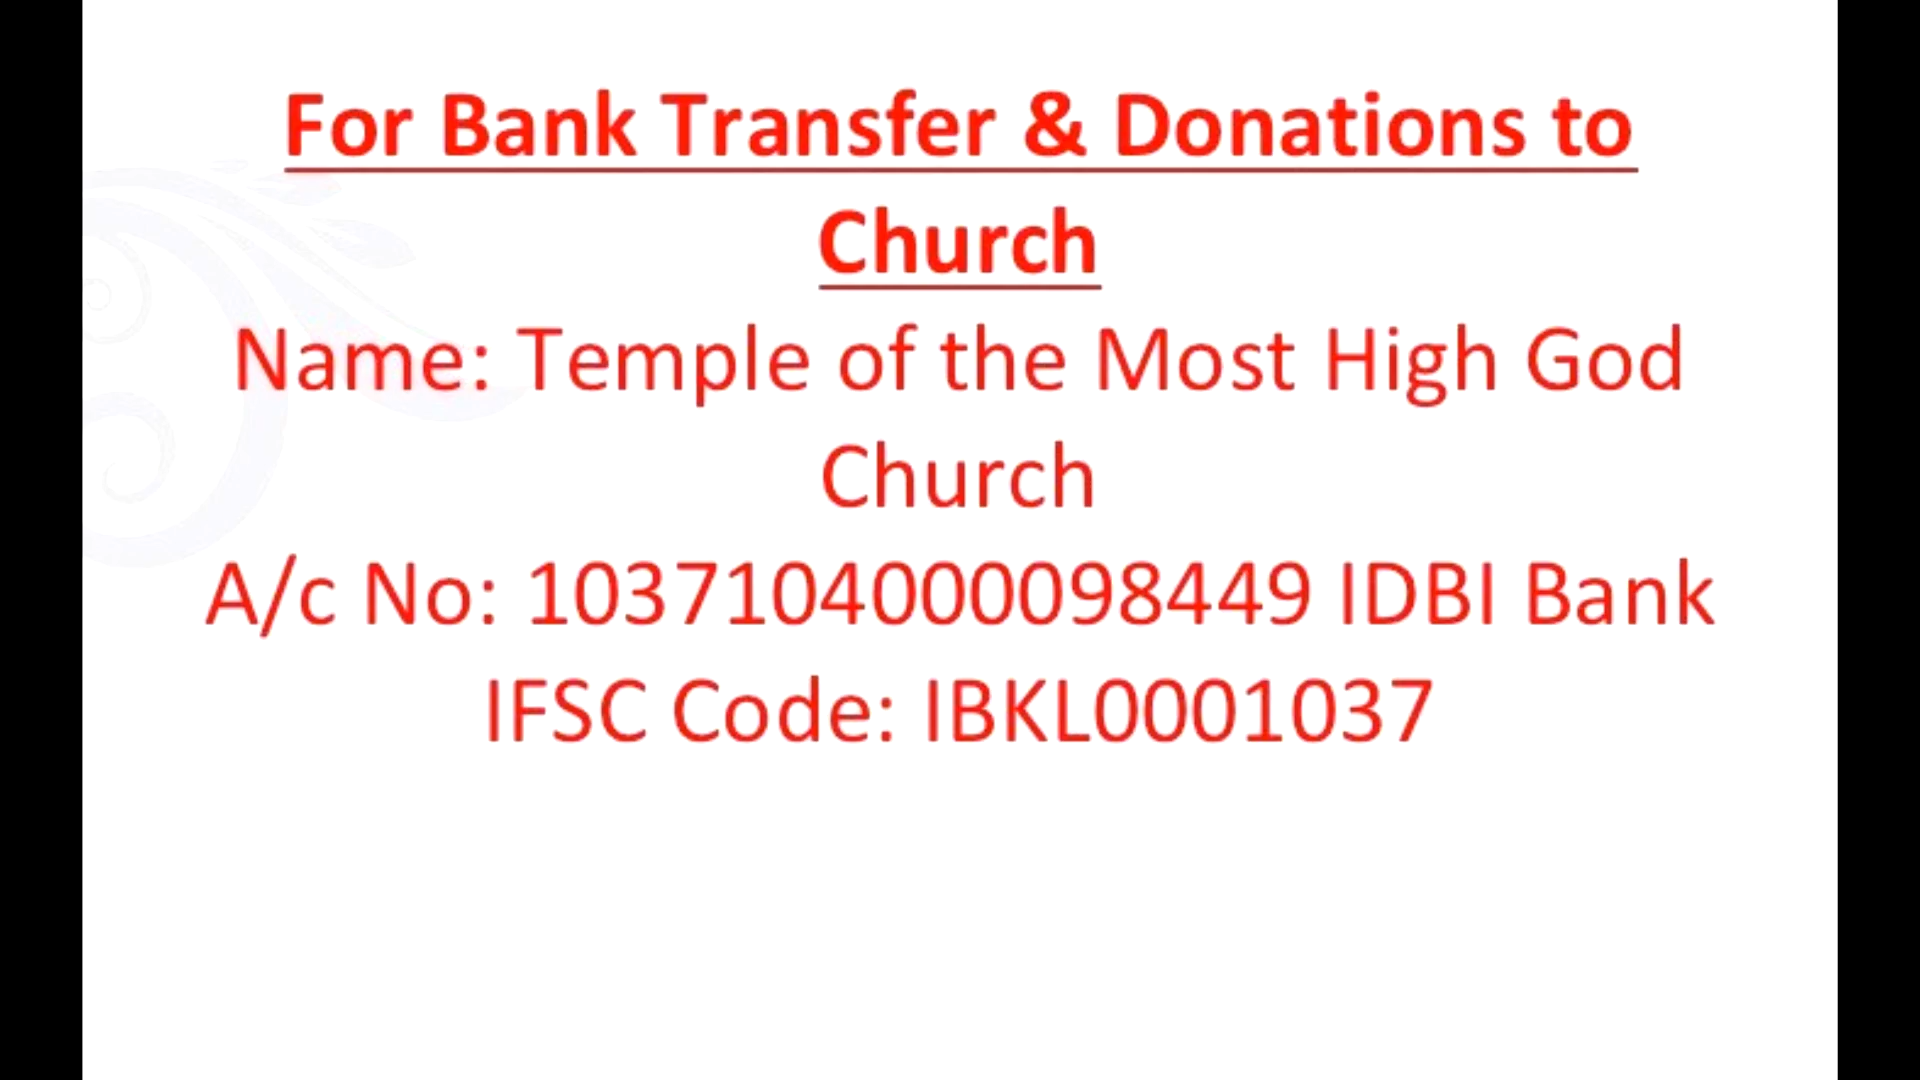 For Bank Transfer & Donations to
Church
Name: Temple of the Most High God
Church
A/c No: 1037104000098449 IDBI Bank
IFSC Code: IBKL0001037